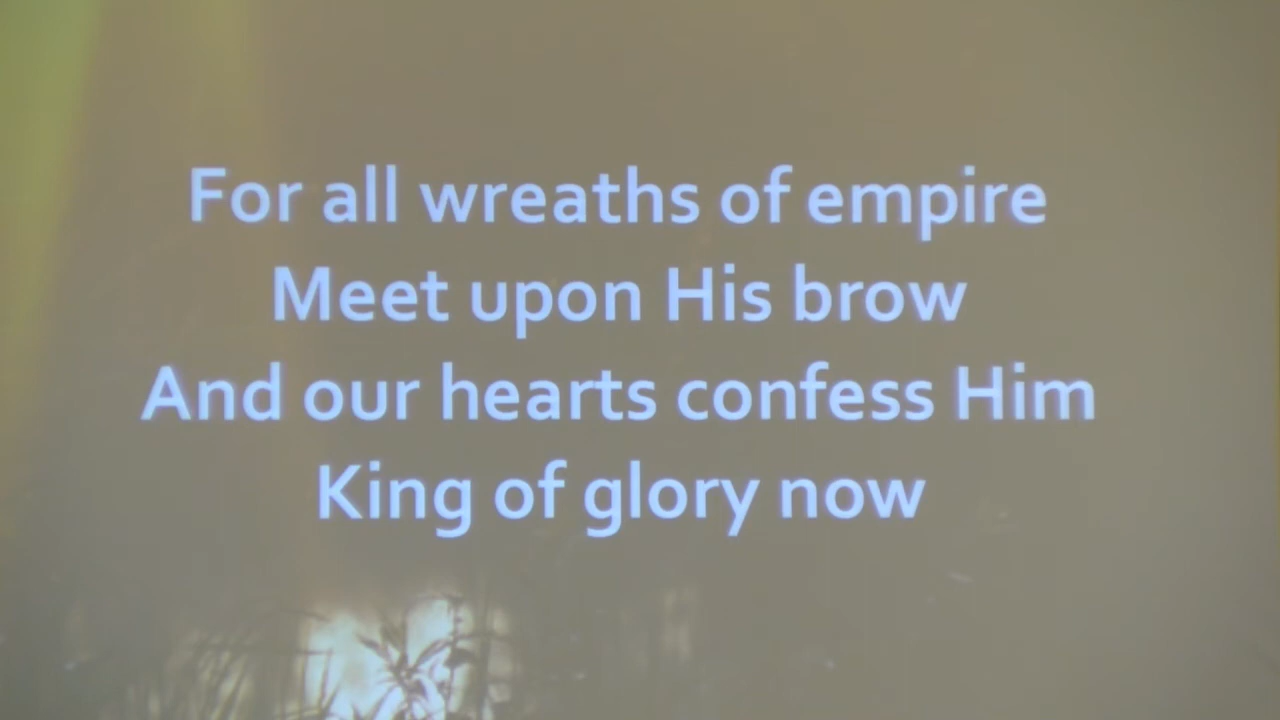 For all wreaths of empire
Meet upon His brow
And our hearts confess Him
King of glory now